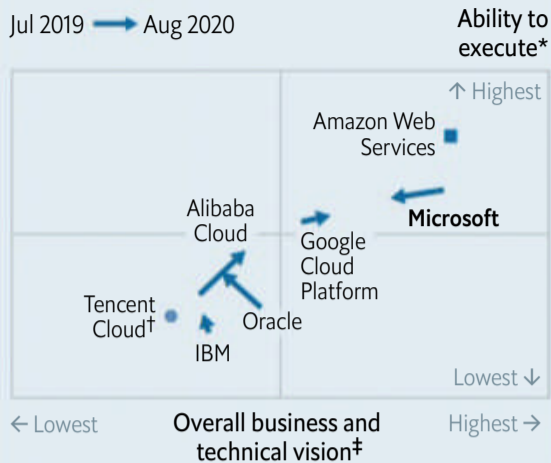 Jul 2019 → Aug 2020
Ability to
execute*
↑ Highest
Amazon Web
Services
Microsoft
Alibaba
Cloud
Google
Cloud
Platform
Tencent
Cloud†
Oracle
IBM
Lowest ↓
← Lowest
Overall business and
technical vision‡
Highest →